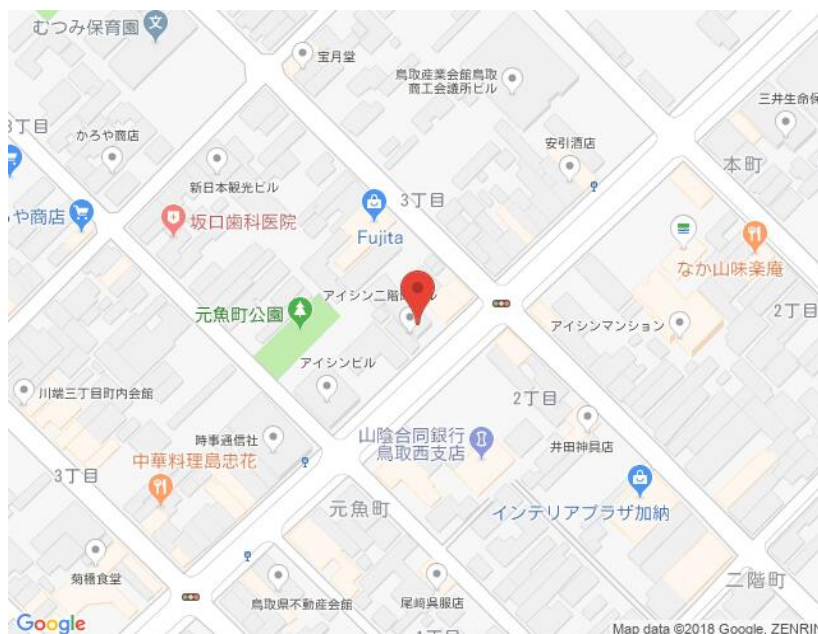 むつみ保育園
宝月堂
鳥取産業会館鳥取
商工会議所ビル
三井生命保
3丁目
かろや商店
安引酒店
本町
新日本観光ビル
3丁目
ろや商店
坂口歯科医院
Fujita
なか山味楽庵
アイシン二階
ル
元魚町公園
アイシンマンション
2丁目
アイシンビル
川端三丁目町内会館
2丁目
山陰合同銀行
鳥取西支店
時事通信社
井田神具店
中華料理島忠花
3丁目
元魚町
インテリアプラザ加納
菊橋食堂
二階町
鳥取県不動産会館
尾﨑呉服店
Google
Map data ©2018 Google, ZENRIN